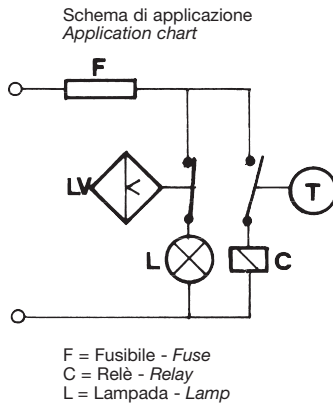 Schema di applicazione
Application chart
F
LV
T
L
C
F = Fusibile - Fuse
C = Relè - Relay
L = Lampada - Lamp